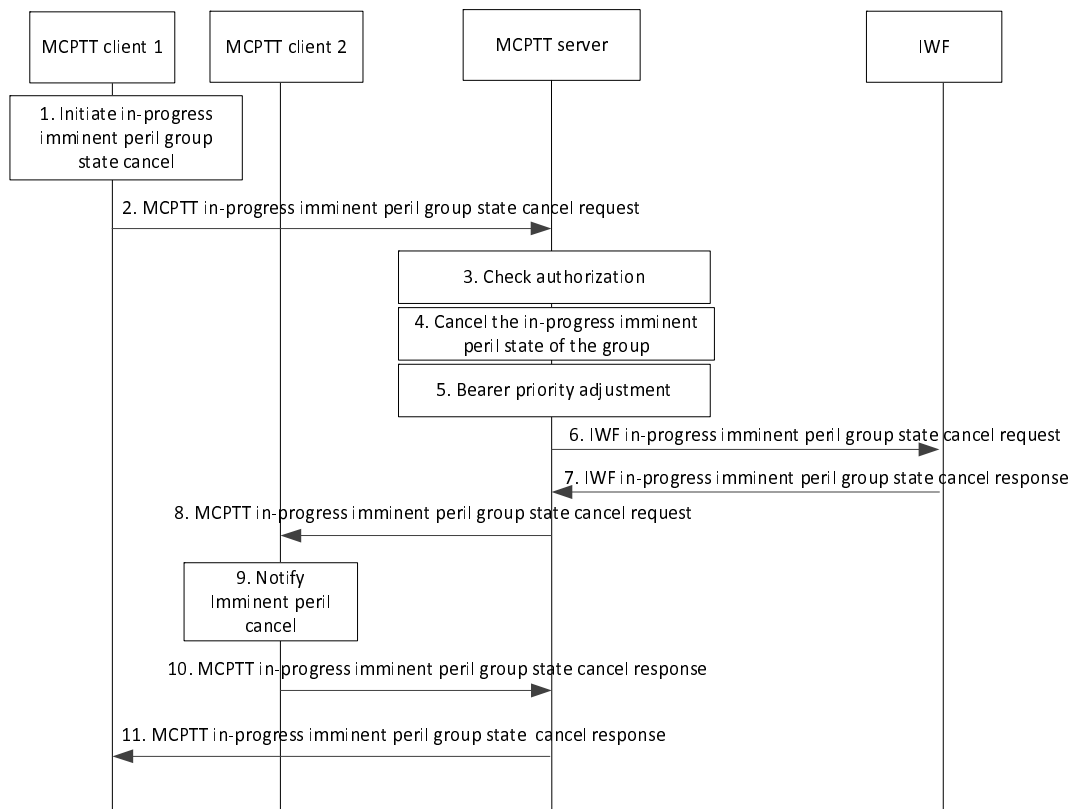 MCPTT client 1
MCPTT client 2
MCPTT server
IWF
1. Initiate in-progress
imminent peril group
state cancel
2. MCPTT in-progress imminent peril group state cancel request
3. Check authorization
4. Cancel the in-progress imminent
peril state of the group
5. Bearer priority adjustment
6. IWF in-progress imminent peril group state cancel request
7. IWF in-progress imminent peril group state cancel response
8. MCPTT in-progress imminent peril group state cancel request
9. Notify
Imminent peril
cancel
10. MCPTT in-progress imminent peril group state cancel response
11. MCPTT in-progress imminent peril group state cancel response